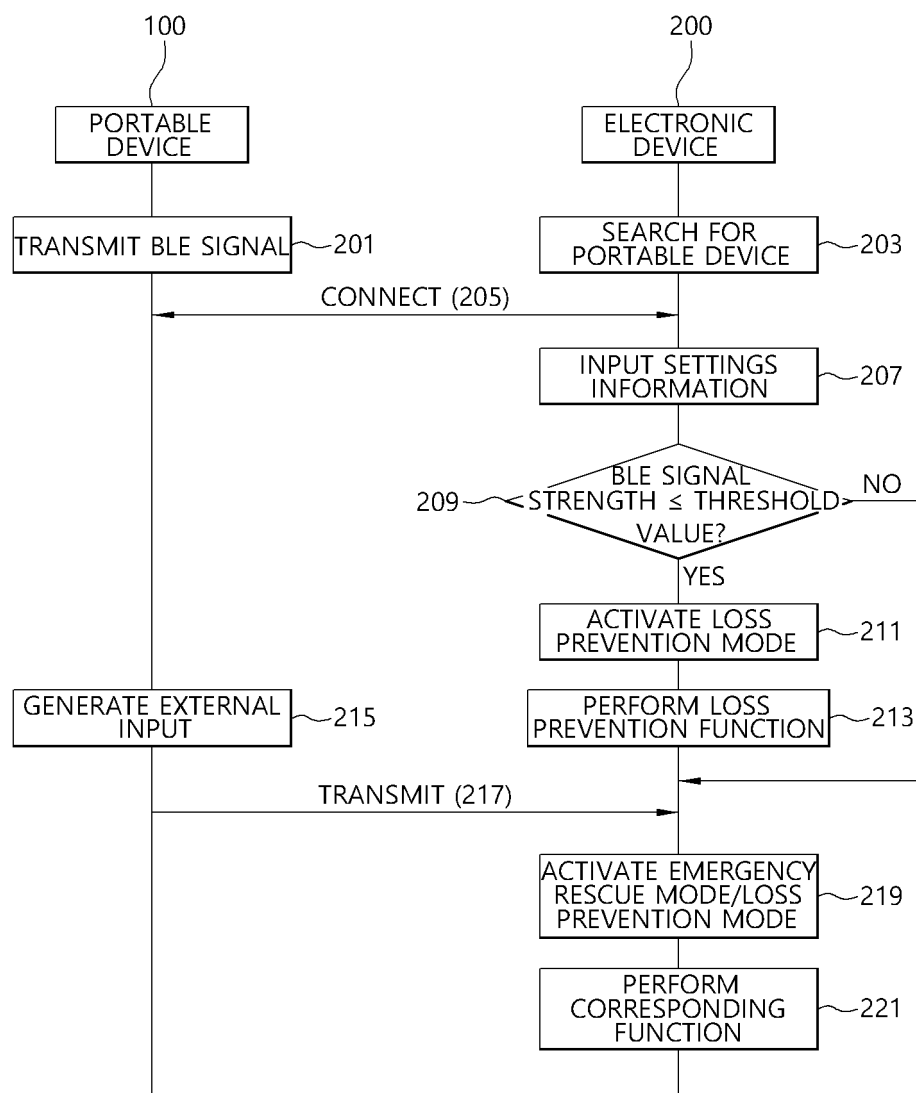 100
200
PORTABLE
DEVICE
ELECTRONIC
DEVICE
TRANSMIT BLE SIGNAL
201
SEARCH FOR
PORTABLE DEVICE
203
CONNECT (205)
INPUT SETTINGS
INFORMATION
207
BLE SIGNAL
STRENGTH ≤ THRESHOLD
VALUE?
209
NO
YES
ACTIVATE LOSS
PREVENTION MODE
211
GENERATE EXTERNAL
INPUT
215
PERFORM LOSS
PREVENTION FUNCTION
213
TRANSMIT (217)
ACTIVATE EMERGENCY
RESCUE MODE/LOSS
PREVENTION MODE
219
PERFORM
CORRESPONDING
FUNCTION
221